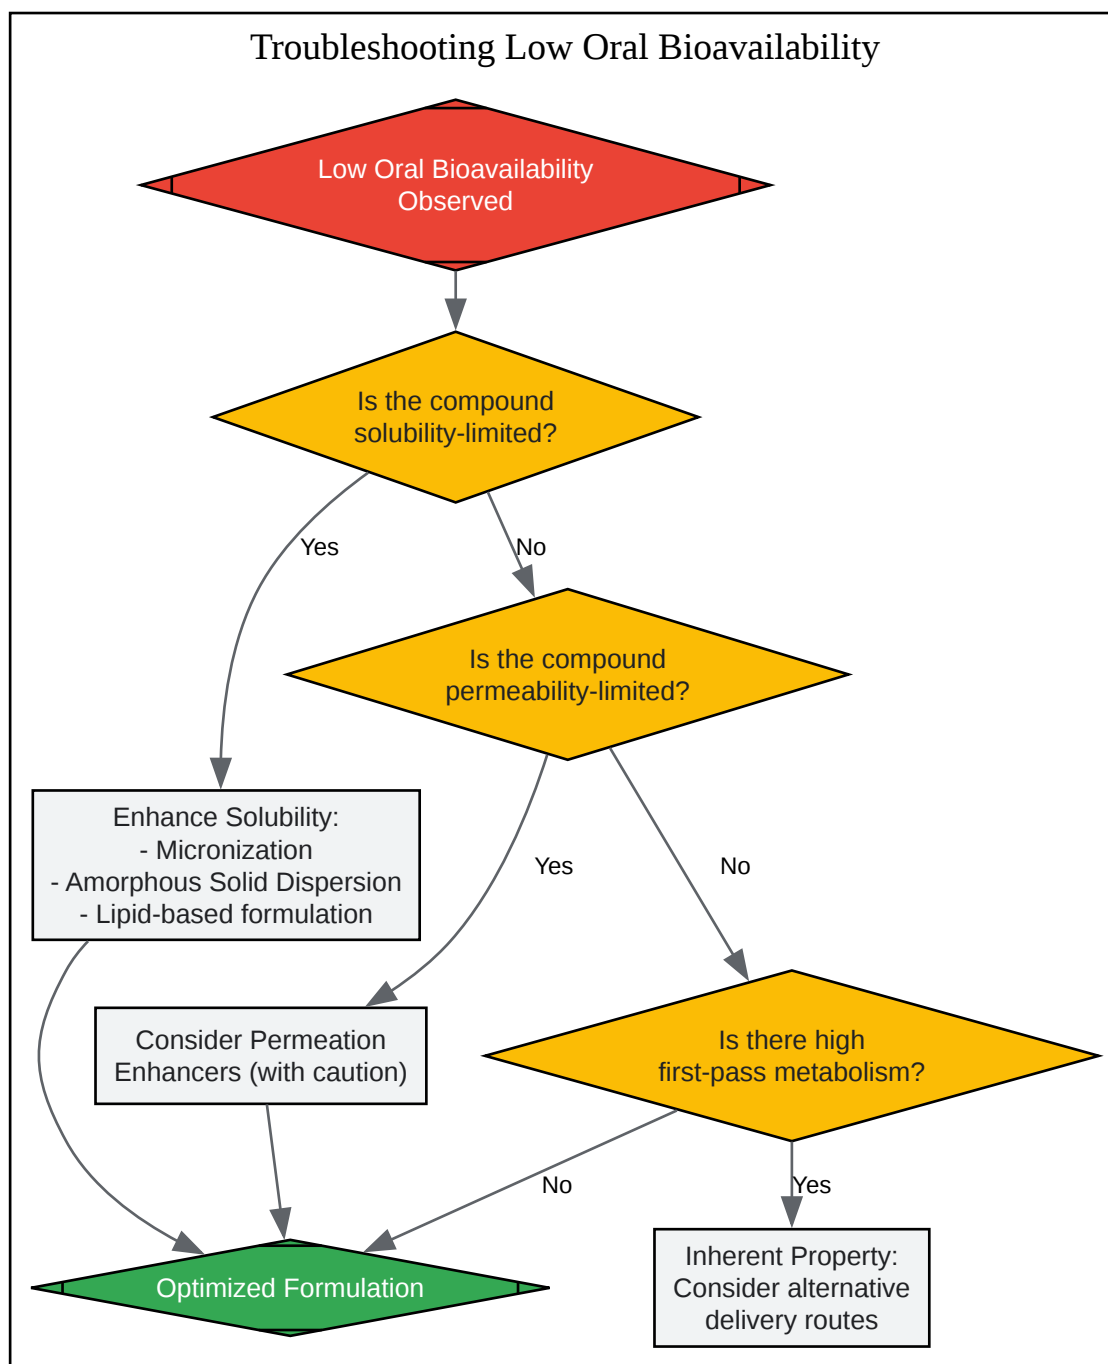 Troubleshooting Low Oral Bioavailability
Low Oral Bioavailability
Observed
Is the compound
solubility-limited?
Yes
No
Is the compound
permeability-limited?
Enhance Solubility:
- Micronization
- Amorphous Solid Dispersion
- Lipid-based formulation
Yes
No
Consider Permeation
Enhancers (with caution)
Is there high
first-pass metabolism?
No
Yes
Optimized Formulation
Inherent Property:
Consider alternative
delivery routes